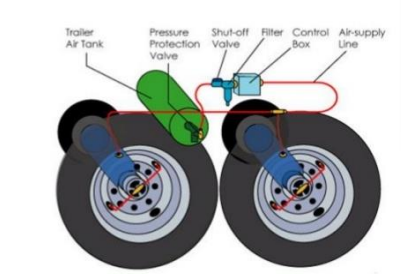 Trailer
Air Tank
Pressure
Protection
Valve
Shut-off
Valve
Filter
Control
Box
Air-supply
Line